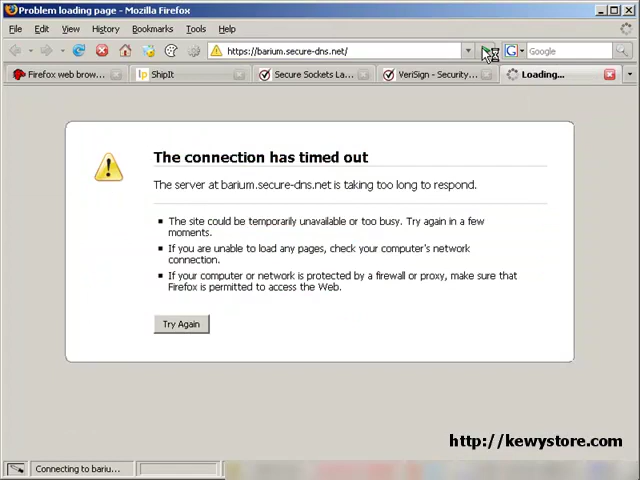 Problem loading page - Mozilla Firefox
File Edit View History Bookmarks Tools Help
https://barium.secure-dns.net/
G Google
Firefox web brow...
lp ShipIt
Secure Sockets La...
VeriSign - Security,...
Loading...
The connection has timed out
The server at barium.secure-dns.net is taking too long to respond.
The site could be temporarily unavailable or too busy. Try again in a few
moments.
If you are unable to load any pages, check your computer's network
connection.
If your computer or network is protected by a firewall or proxy, make sure that
Firefox is permitted to access the Web.
Try Again
http://kewystore.com
Connecting to bariu...